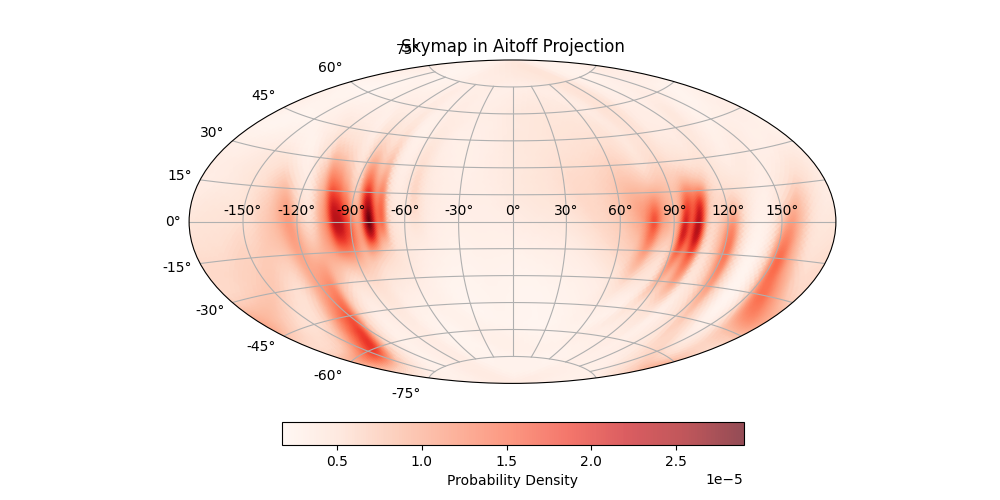 Skymap in Aitoff Projection
75°
60°
45°
30°
15°
-150° -120° -90° -60° -30° 0° 30° 60° 90° 120° 150°
0°
-15°
-30°
-45°
-60°
-75°
0.5 1.0 1.5 2.0 2.5
1e−5
Probability Density